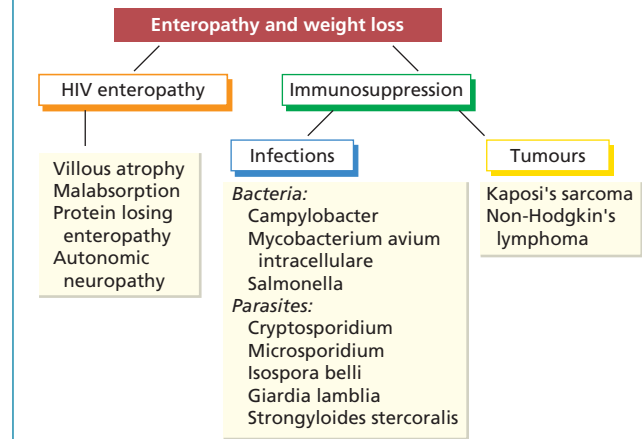 Enteropathy and weight loss
HIV enteropathy
Immunosuppression
Villous atrophy
Malabsorption
Protein losing
enteropathy
Autonomic
neuropathy
Infections
Bacteria:
Campylobacter
Mycobacterium avium
intracellulare
Salmonella
Parasites:
Cryptosporidium
Microsporidium
Isospora belli
Giardia lamblia
Strongyloides stercoralis
Tumours
Kaposi's sarcoma
Non-Hodgkin's
lymphoma